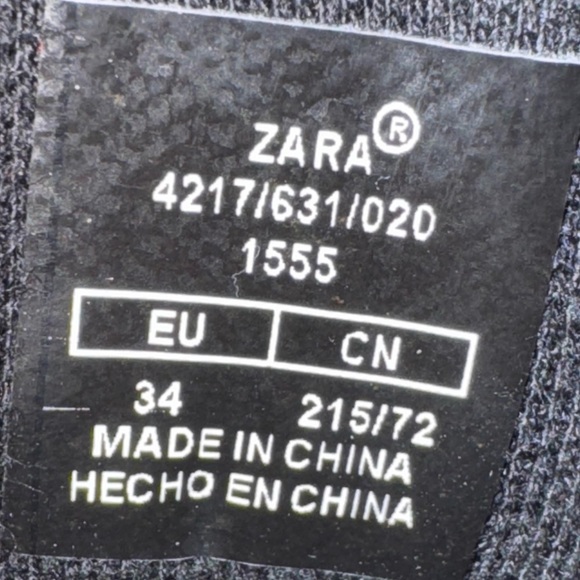 ZARA®
4217/631/020
1555
EU CN
34 215/72
MADE IN CHINA
HECHO EN CHINA